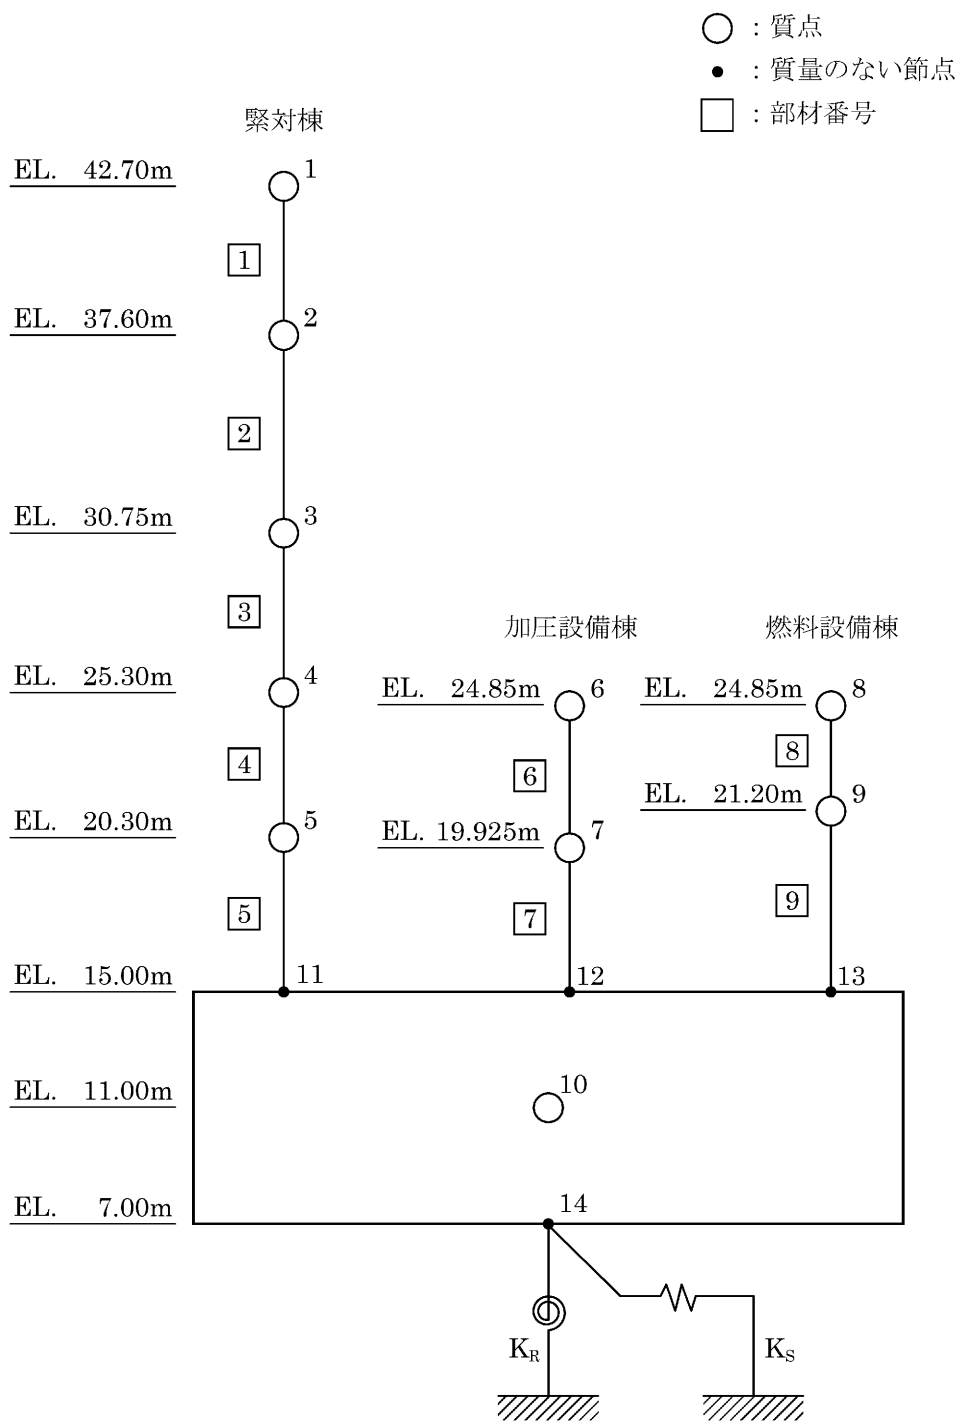 ○ : 質点
● : 質量のない節点
□ : 部材番号
緊対棟
EL. 42.70m
1
1
EL. 37.60m
2
2
EL. 30.75m
3
3
加圧設備棟
燃料設備棟
EL. 25.30m
4
EL. 24.85m
6
EL. 24.85m
8
4
6
8
EL. 21.20m
9
EL. 20.30m
5
EL. 19.925m
7
5
7
9
EL. 15.00m
11
12
13
EL. 11.00m
10
EL. 7.00m
14
KR
KS